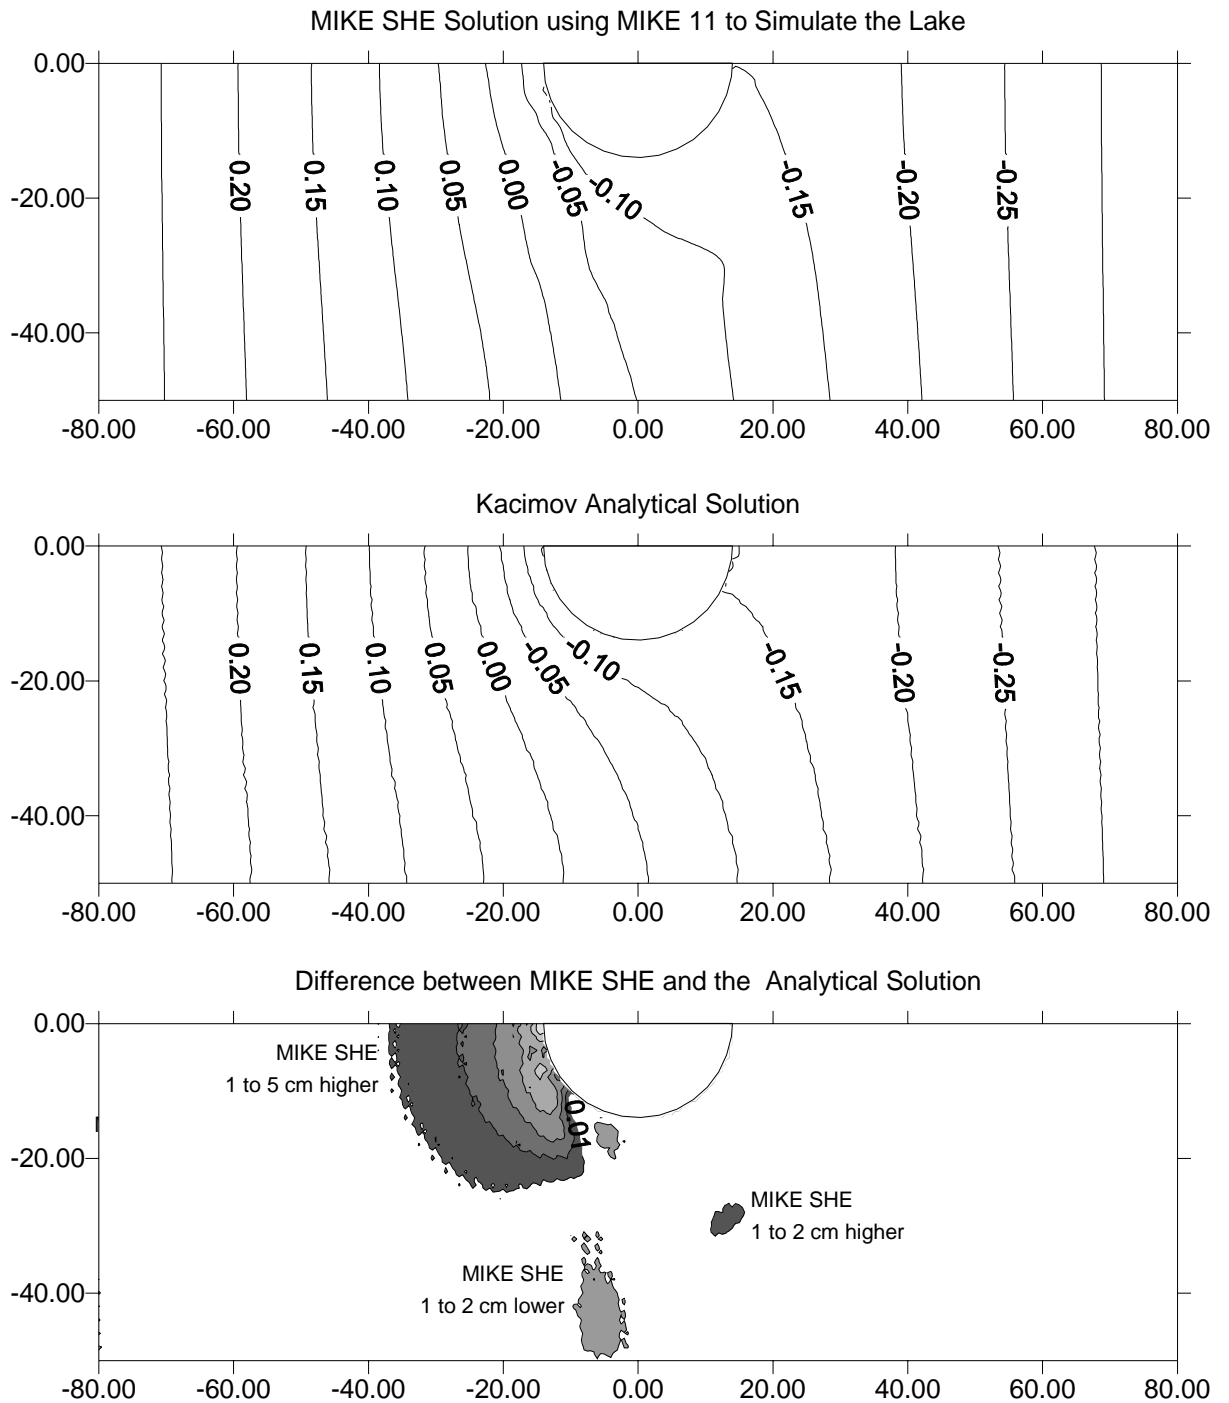 MIKE SHE Solution using MIKE 11 to Simulate the Lake
0.00
-20.00
-40.00
0.20 0.15 0.10 0.05 0.00 -0.05 -0.10 -0.15 -0.20 -0.25
-80.00 -60.00 -40.00 -20.00 0.00 20.00 40.00 60.00 80.00
Kacimov Analytical Solution
0.00
-20.00
-40.00
0.20 0.15 0.10 0.05 0.00 -0.05 -0.10 -0.15 -0.20 -0.25
-80.00 -60.00 -40.00 -20.00 0.00 20.00 40.00 60.00 80.00
Difference between MIKE SHE and the Analytical Solution
0.00
-20.00
-40.00
MIKE SHE
1 to 5 cm higher
0.01
MIKE SHE
1 to 2 cm higher
MIKE SHE
1 to 2 cm lower
-80.00 -60.00 -40.00 -20.00 0.00 20.00 40.00 60.00 80.00